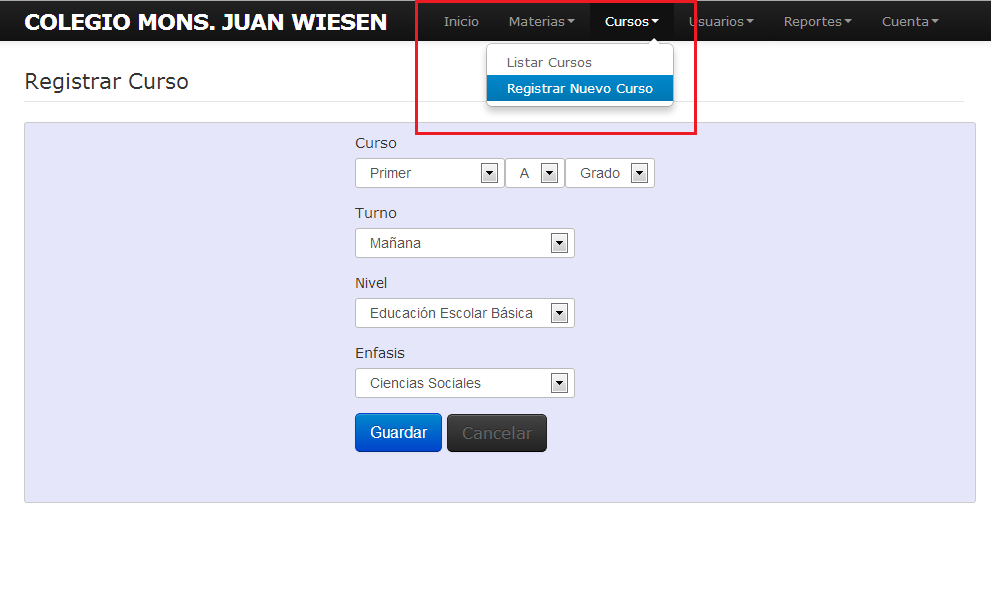 COLEGIO MONS. JUAN WIESEN Inicio Materias Cursos Usuarios Reportes Cuenta
Listar Cursos
Registrar Nuevo Curso
Registrar Curso
Curso
Primer A Grado
Turno
Mañana
Nivel
Educación Escolar Básica
Enfasis
Ciencias Sociales
Guardar Cancelar